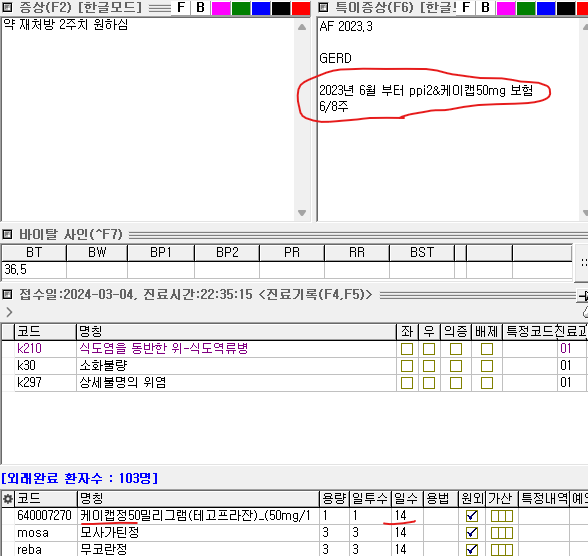 증상(F2) [한글모드] F B
특이증상(F6) [한글 F B
약 재처방 2주치 원하심
AF 2023.3
GERD
2023년 6월 부터 ppi2&케이캡50mg 보험
6/8주
바이탈 사인(^F7)
BT BW BP1 BP2 PR RR BST
36.5
접수일:2024-03-04, 진료시간:22:35:15 <진료기록(F4,F5)>
코드 명칭 좌 우 의증 배제 특정코드 진료과
k210 식도염을 동반한 위-식도역류병 01
k30 소화불량 01
k297 상세불명의 위염 01
[외래완료 환자수 : 103명]
코드 명칭 용량 일투수 일수 용법 원외 가산 특정내역 예외
640007270 케이캡정50밀리그램(테고프라잔)_(50mg/1 1 1 14
mosa 모사가틴정 3 3 14
reba 무코란정 3 3 14